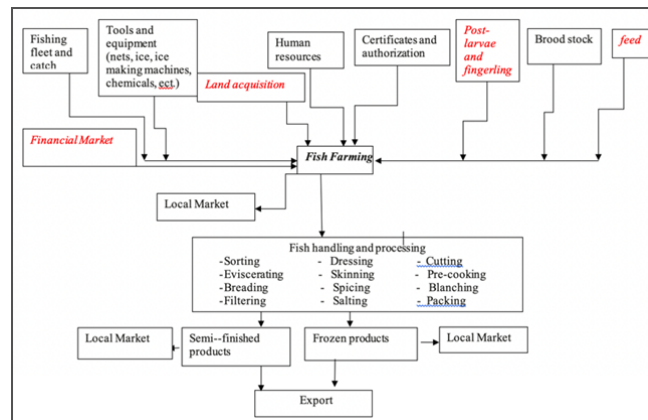 Fishing
fleet and
catch
Tools and
equipment
(nets, ice, ice
making machines,
chemicals, ect.)
Land acquisition
Human
resources
Certificates and
authorization
Post-
larvae
and
fingerling
Brood stock
feed
Financial Market
Fish Farming
Local Market
Fish handling and processing
-Sorting - Dressing - Cutting
-Eviscerating - Skinning - Pre-cooking
-Breading - Spicing - Blanching
-Filtering - Salting - Packing
Local Market
Semi--finished
products
Frozen products
Local Market
Export